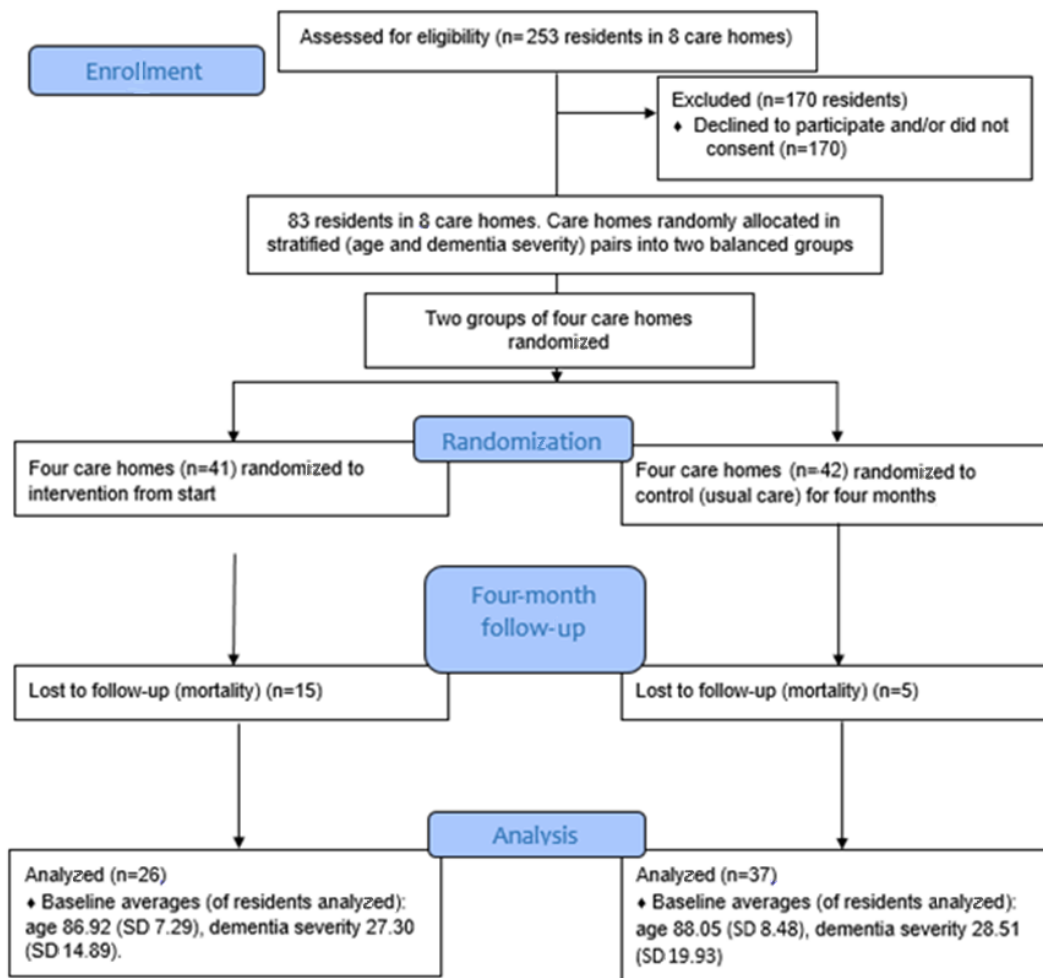 Assessed for eligibility (n=253 residents in 8 care homes)
Enrollment
Excluded (n=170 residents)
♦ Declined to participate and/or did not
consent (n=170)
83 residents in 8 care homes. Care homes randomly allocated in
stratified (age and dementia severity) pairs into two balanced groups
Two groups of four care homes
randomized
Randomization
Four care homes (n=41) randomized to
intervention from start
Four care homes (n=42) randomized to
control (usual care) for four months
Four-month
follow-up
Lost to follow-up (mortality) (n=15)
Lost to follow-up (mortality) (n=5)
Analysis
Analyzed (n=26)
♦ Baseline averages (of residents analyzed):
age 86.92 (SD 7.29), dementia severity 27.30
(SD 14.89).
Analyzed (n=37)
♦ Baseline averages (of residents analyzed):
age 88.05 (SD 8.48), dementia severity 28.51
(SD 19.93)